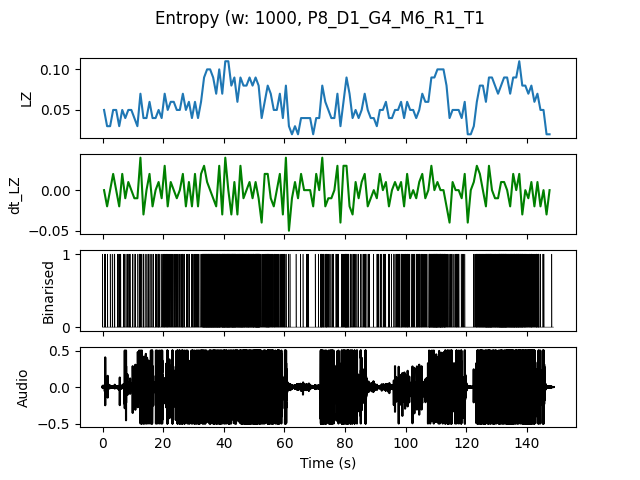 Entropy (w: 1000, P8_D1_G4_M6_R1_T1
0.10
0.05
LZ
0.00
−0.05
dt_LZ
1
0
Binarised
0.5
0.0
−0.5
Audio
0 20 40 60 80 100 120 140
Time (s)